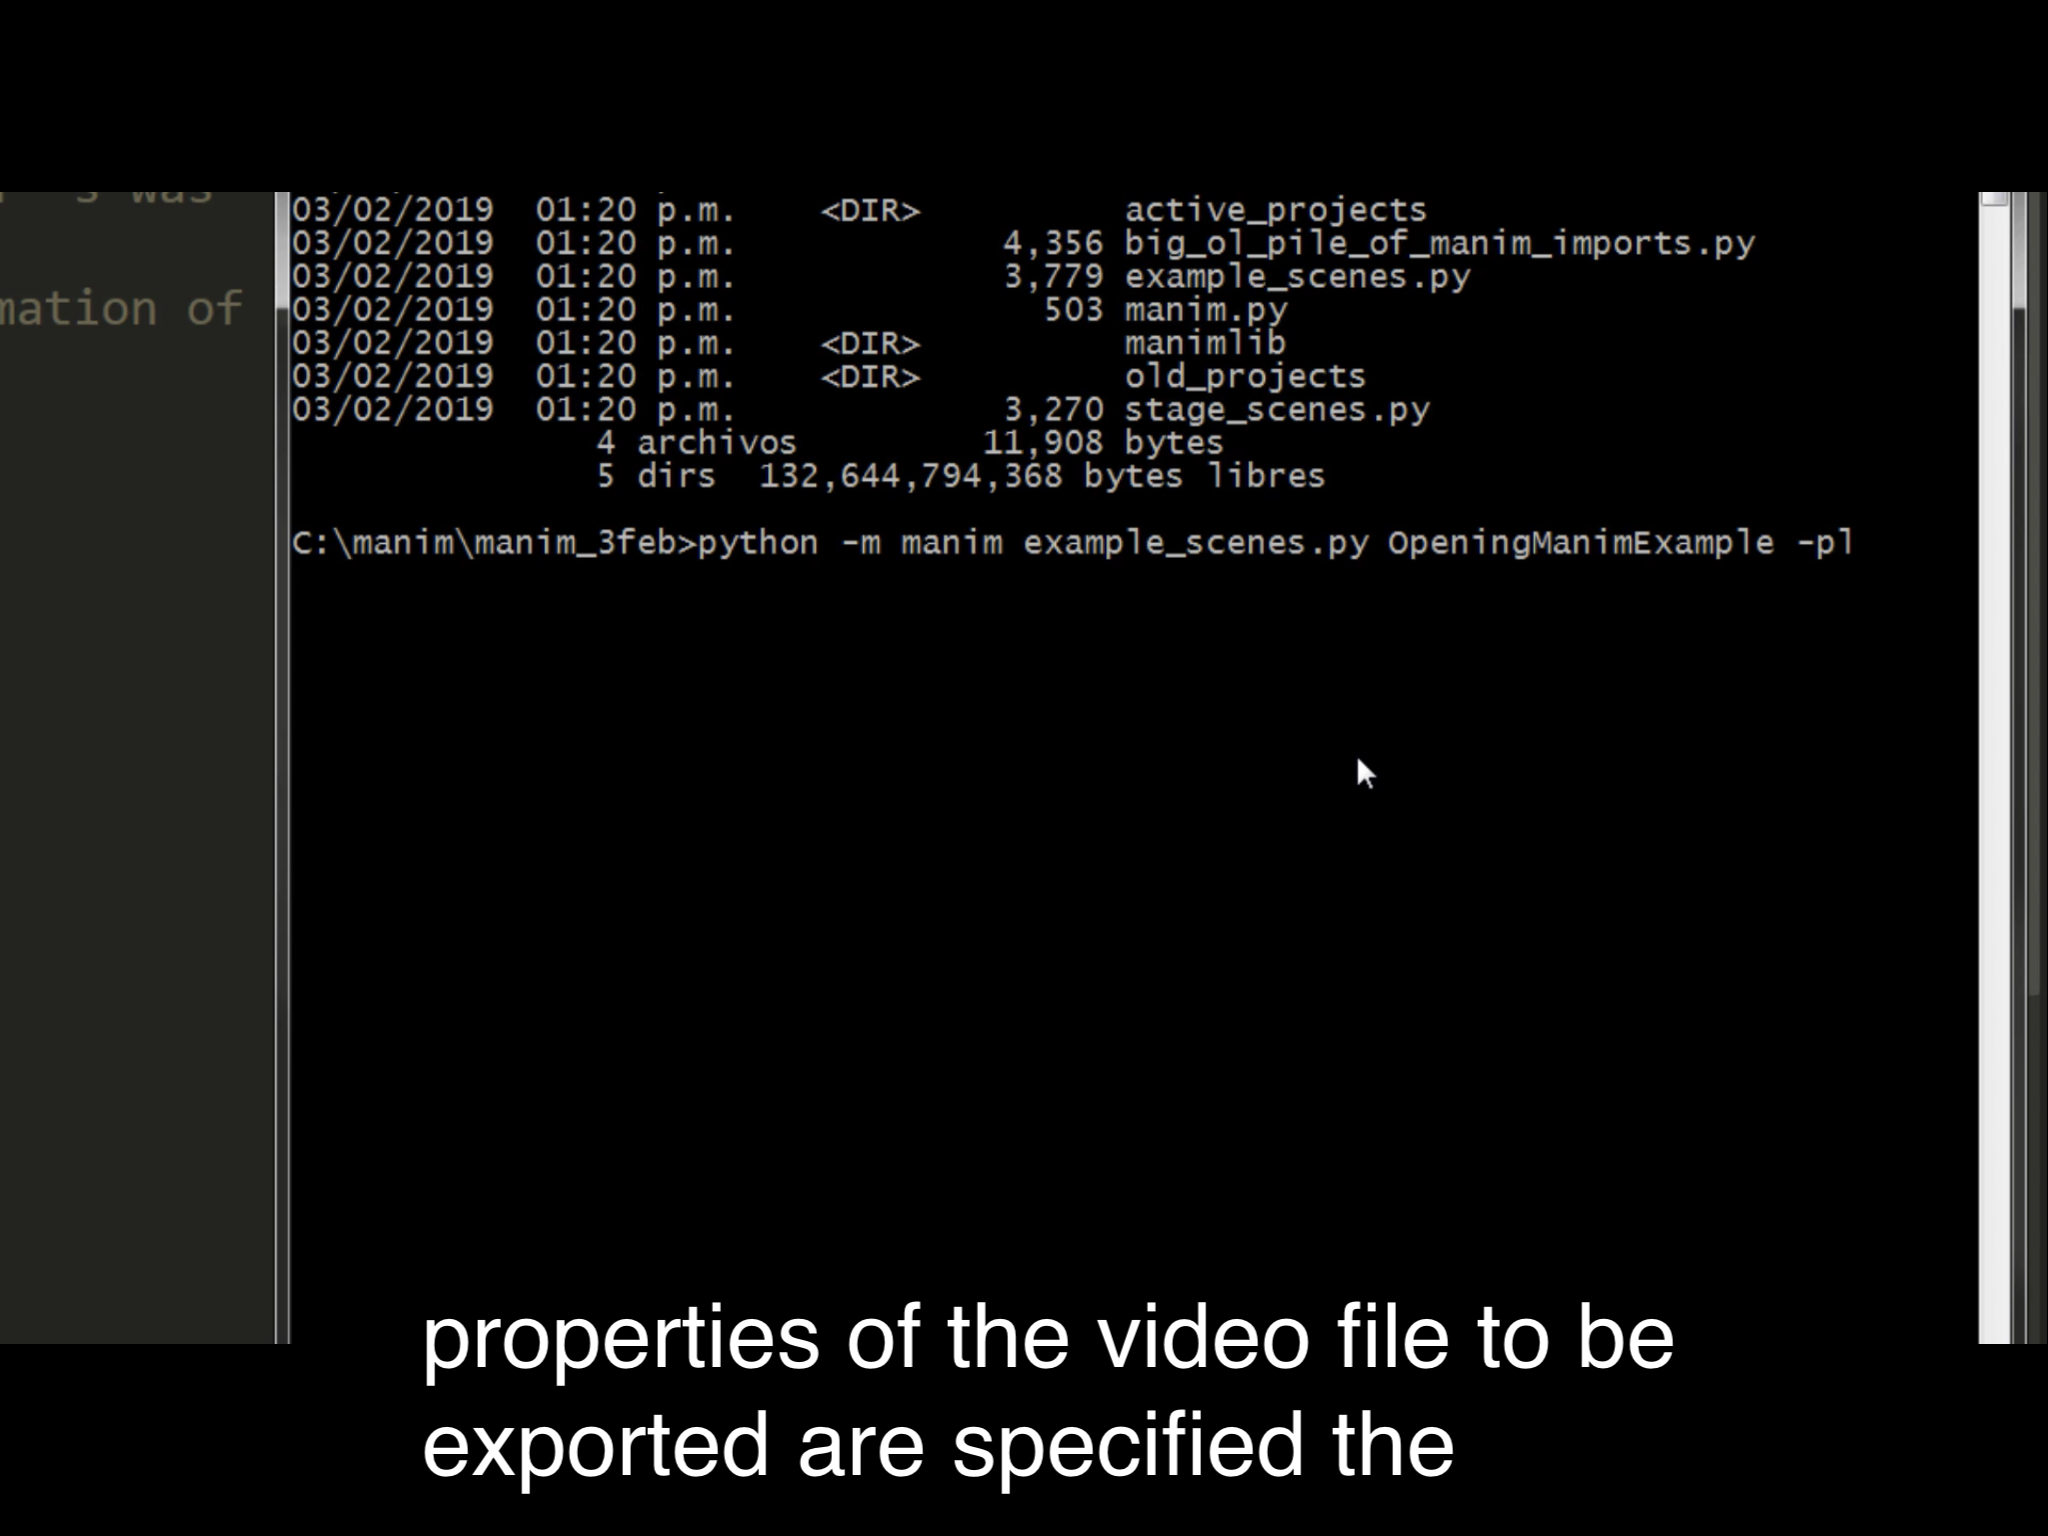 s was
mation of
03/02/2019 01:20 p.m. <DIR> active_projects
03/02/2019 01:20 p.m. 4,356 big_ol_pile_of_manim_imports.py
03/02/2019 01:20 p.m. 3,779 example_scenes.py
03/02/2019 01:20 p.m. 503 manim.py
03/02/2019 01:20 p.m. <DIR> manimlib
03/02/2019 01:20 p.m. <DIR> old_projects
03/02/2019 01:20 p.m. 3,270 stage_scenes.py
4 archivos 11,908 bytes
5 dirs 132,644,794,368 bytes libres
C:\manim\manim_3feb>python -m manim example_scenes.py OpeningManimExample -pl
properties of the video file to be
exported are specified the